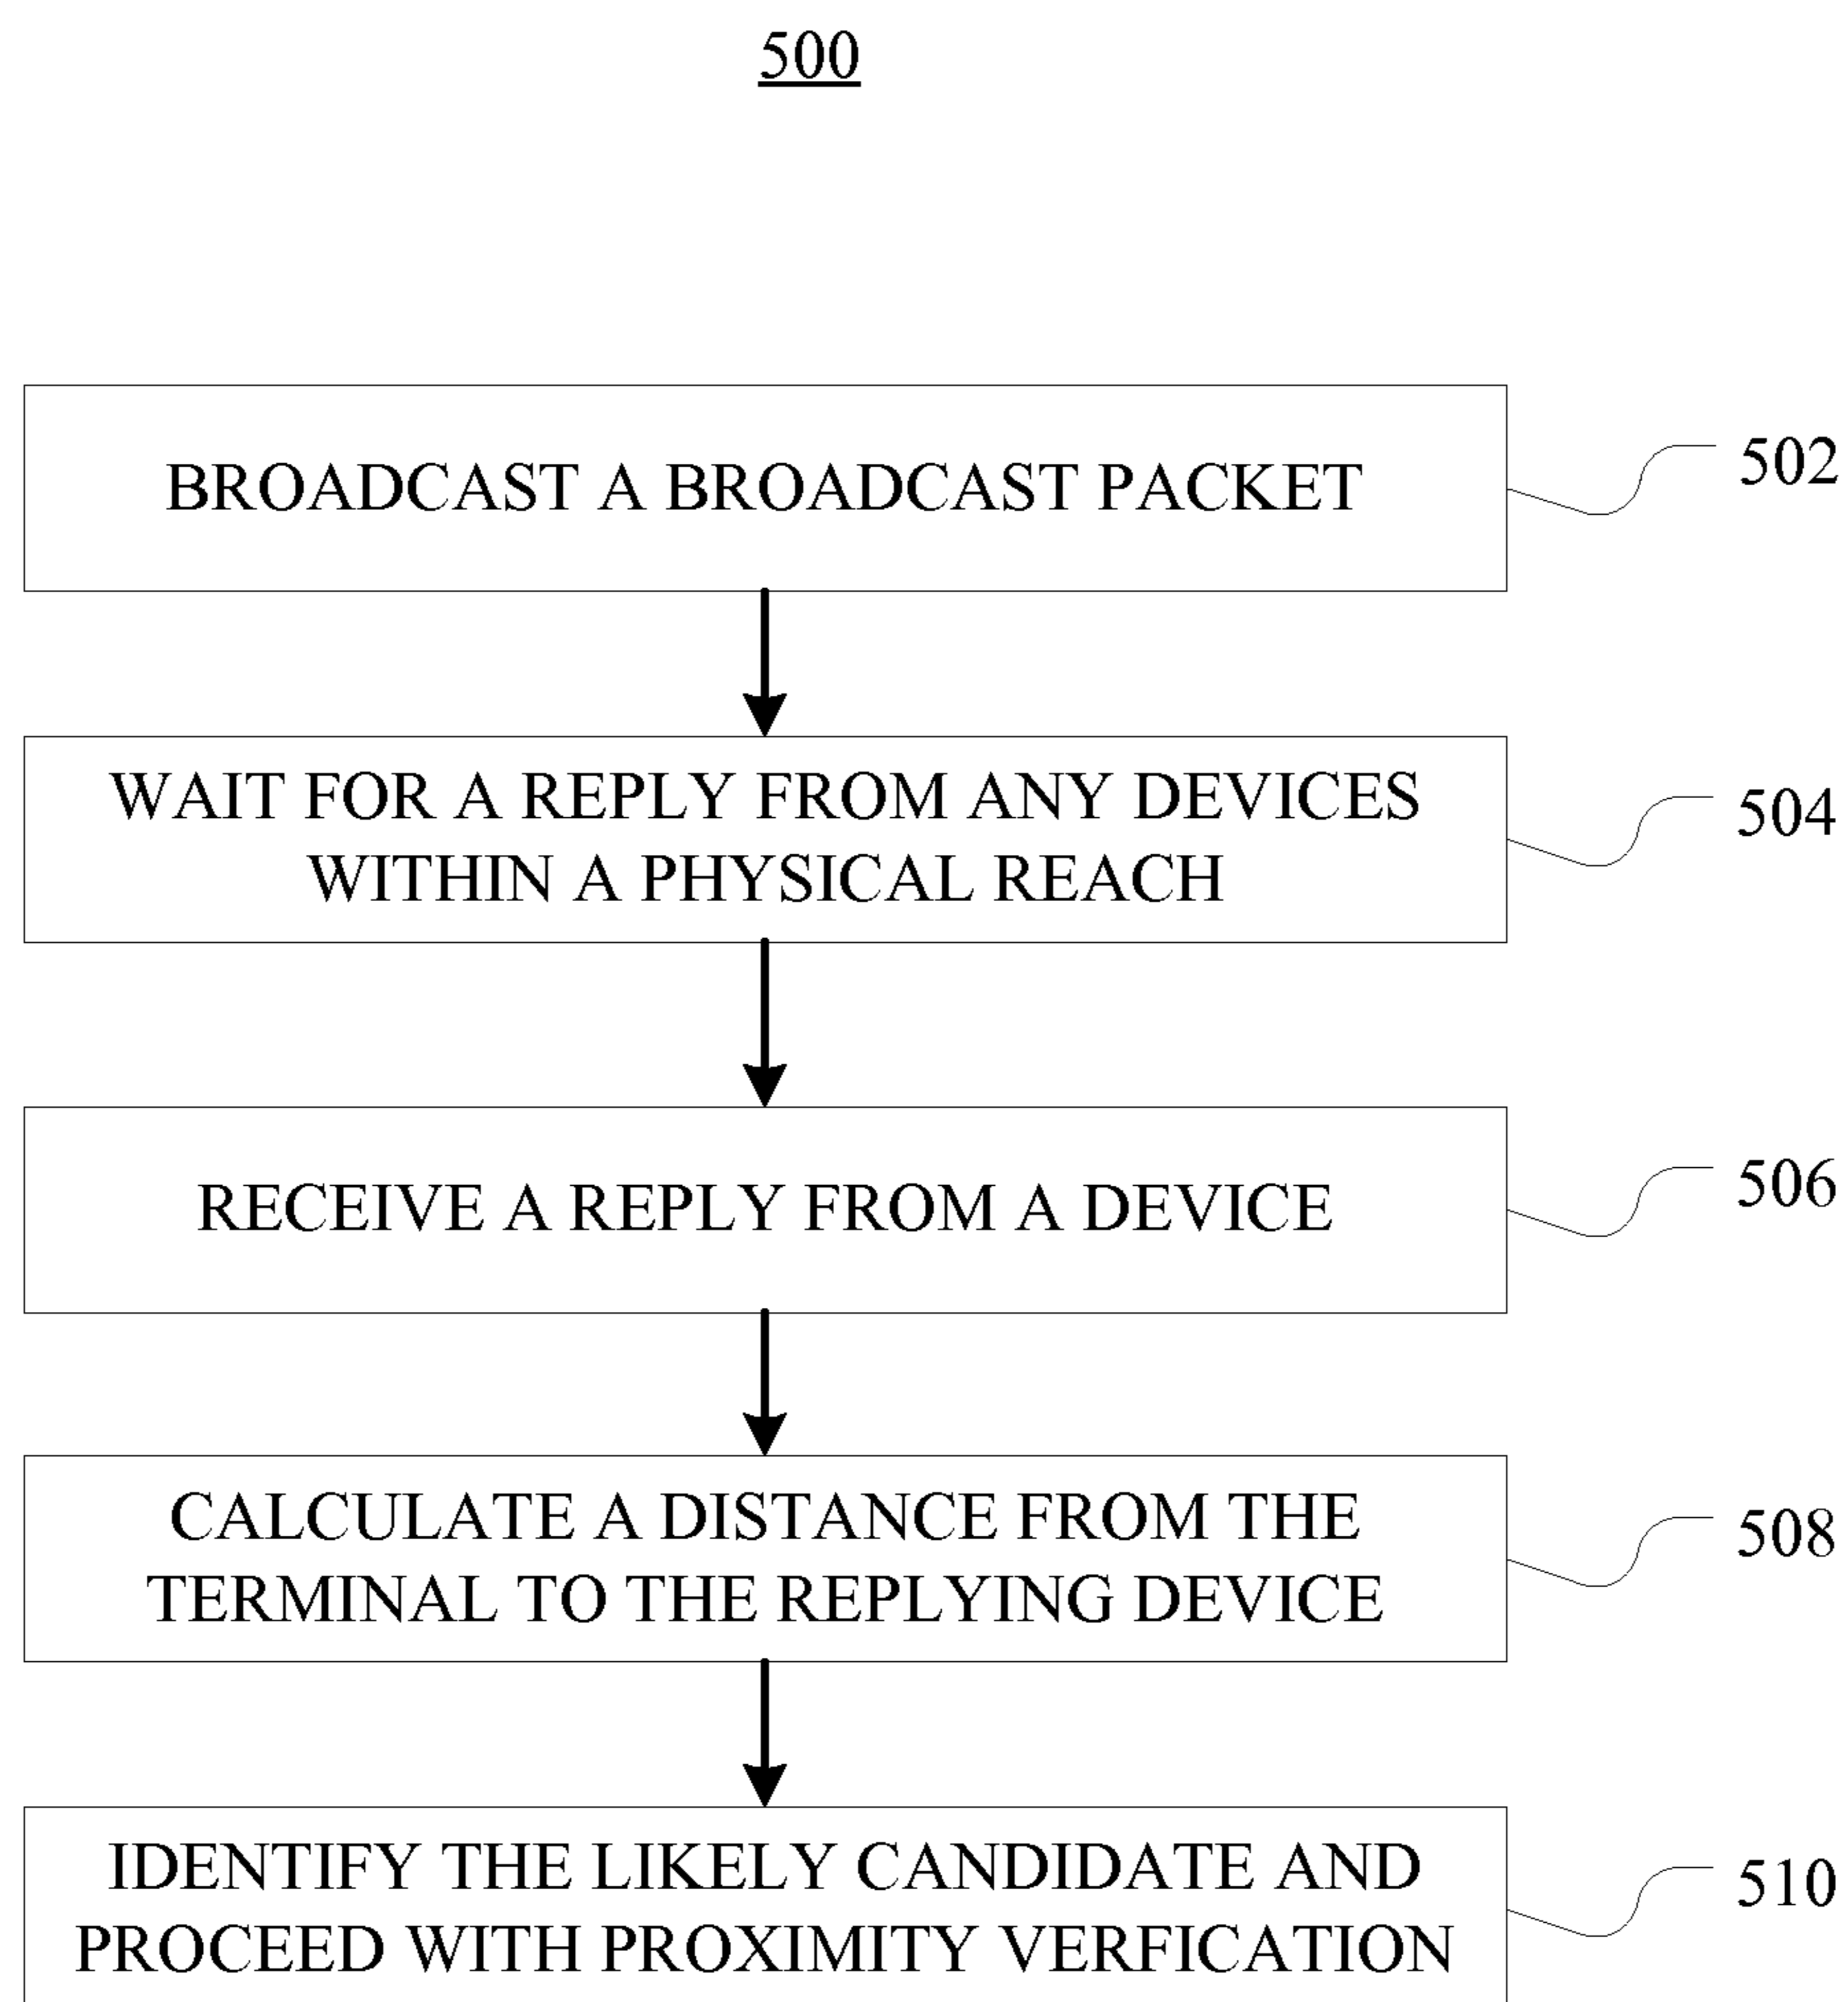 500
BROADCAST A BROADCAST PACKET
502
WAIT FOR A REPLY FROM ANY DEVICES
WITHIN A PHYSICAL REACH
504
RECEIVE A REPLY FROM A DEVICE
506
CALCULATE A DISTANCE FROM THE
TERMINAL TO THE REPLYING DEVICE
508
IDENTIFY THE LIKELY CANDIDATE AND
PROCEED WITH PROXIMITY VERFICATION
510